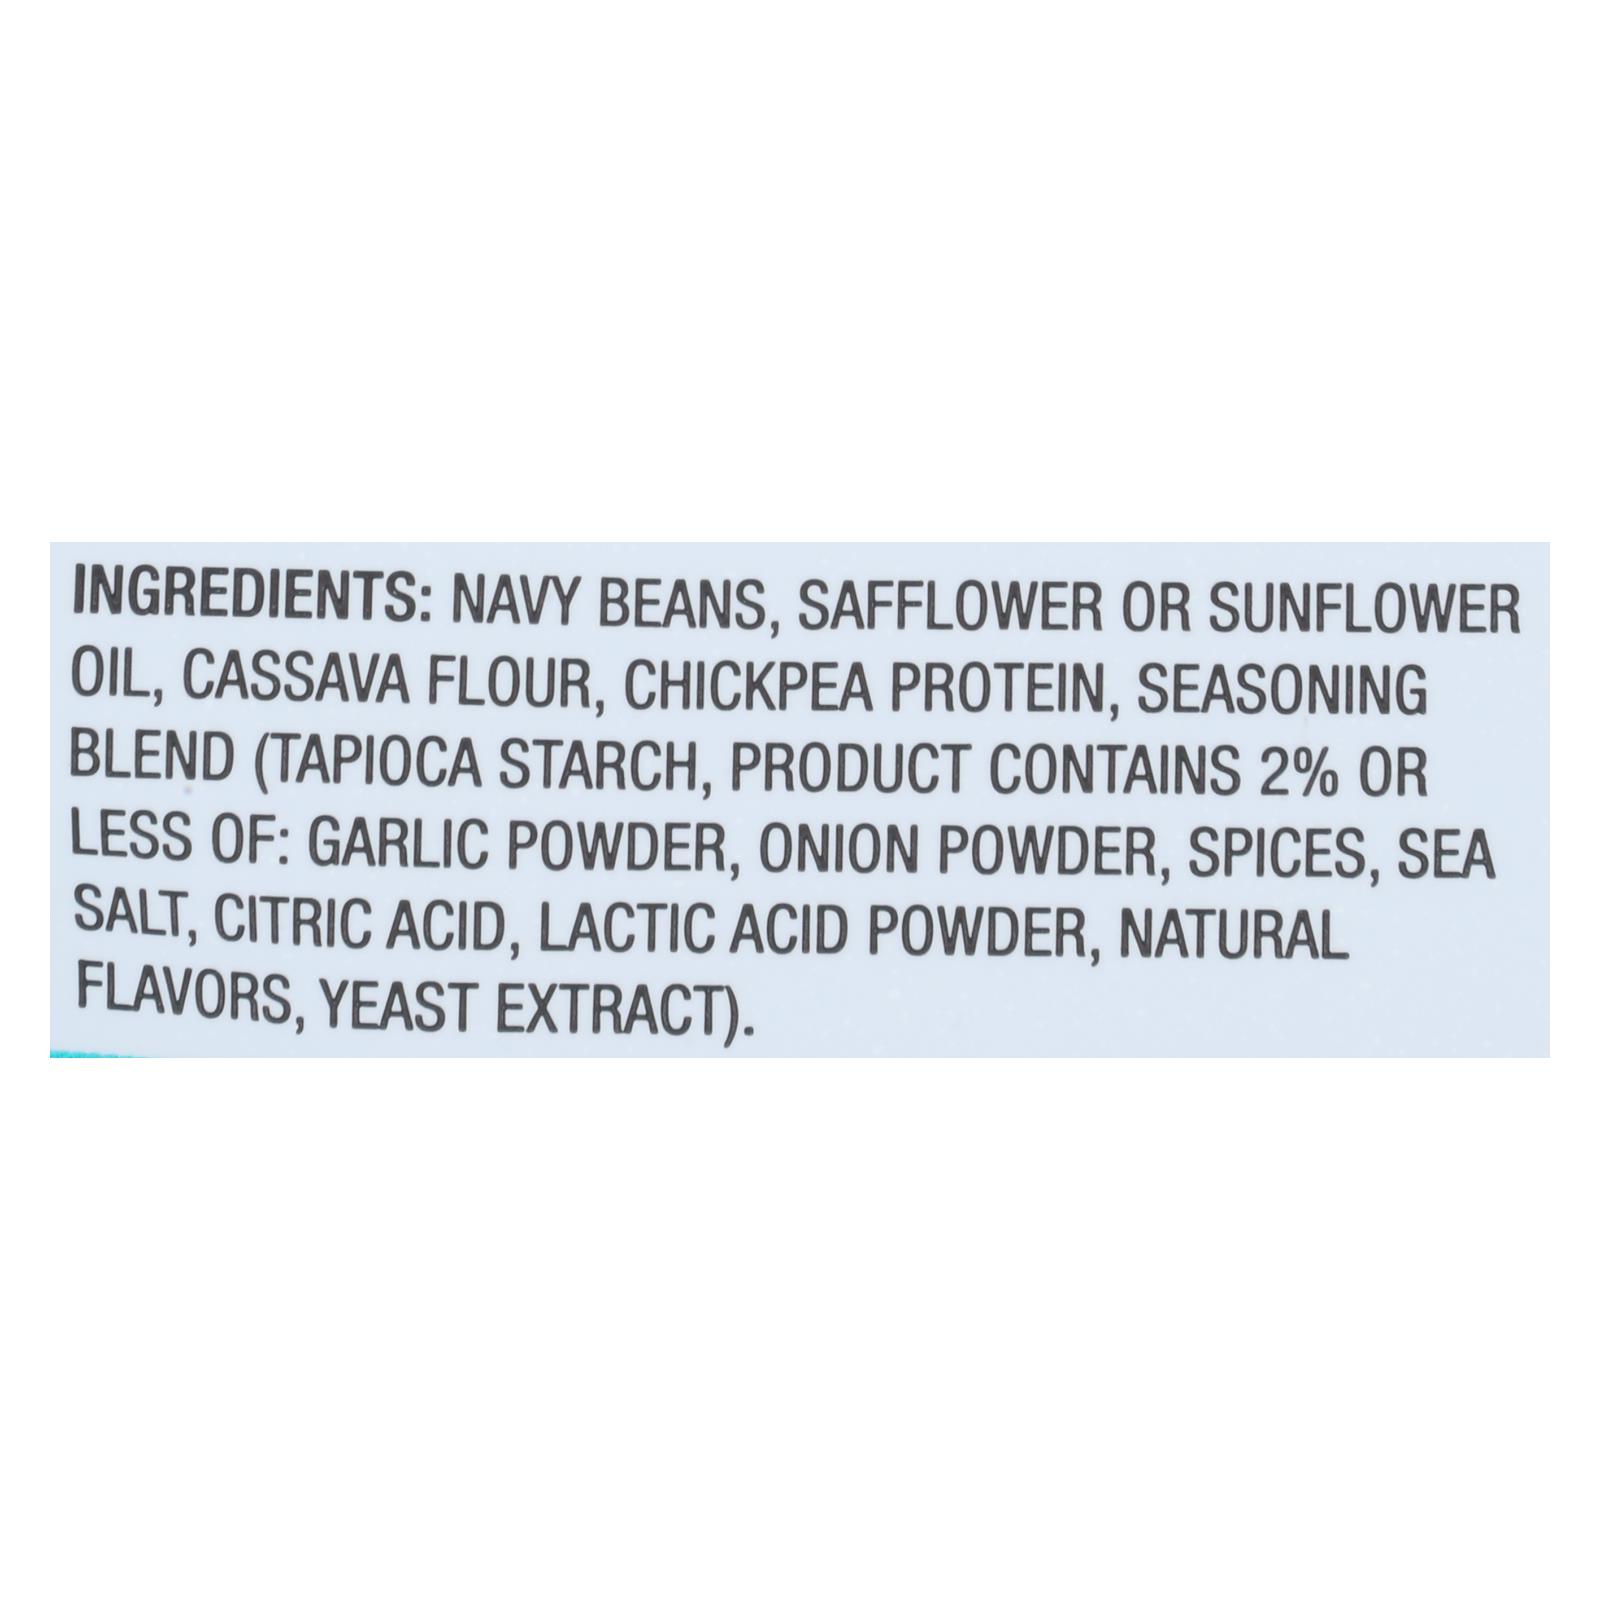 INGREDIENTS: NAVY BEANS, SAFFLOWER OR SUNFLOWER
OIL, CASSAVA FLOUR, CHICKPEA PROTEIN, SEASONING
BLEND (TAPIOCA STARCH, PRODUCT CONTAINS 2% OR
LESS OF: GARLIC POWDER, ONION POWDER, SPICES, SEA
SALT, CITRIC ACID, LACTIC ACID POWDER, NATURAL
FLAVORS, YEAST EXTRACT).